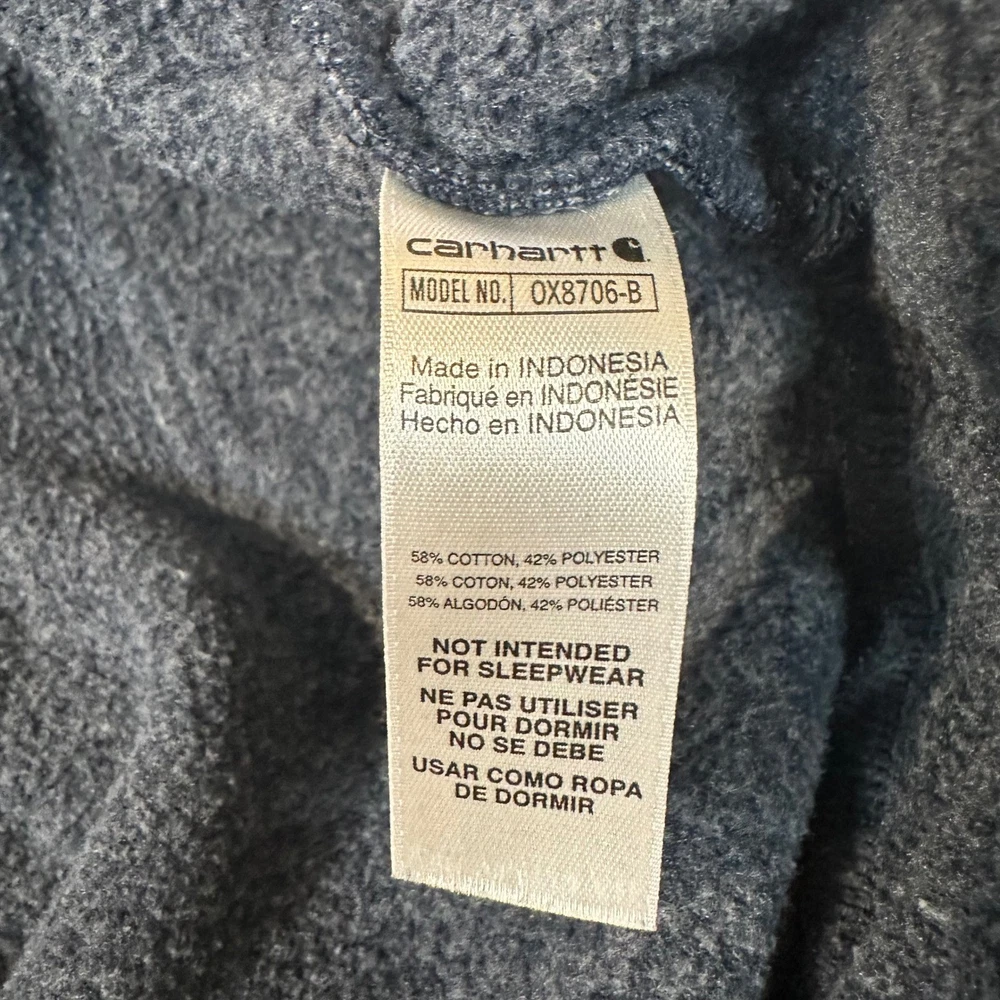 carhartt
MODEL NO. OX8706-B
Made in INDONESIA
Fabriqué en INDONÉSIE
Hecho en INDONESIA
58% COTTON, 42% POLYESTER
58% COTON, 42% POLYESTER
58% ALGODÓN, 42% POLIÉSTER
NOT INTENDED
FOR SLEEPWEAR
NE PAS UTILISER
POUR DORMIR
NO SE DEBE
USAR COMO ROPA
DE DORMIR